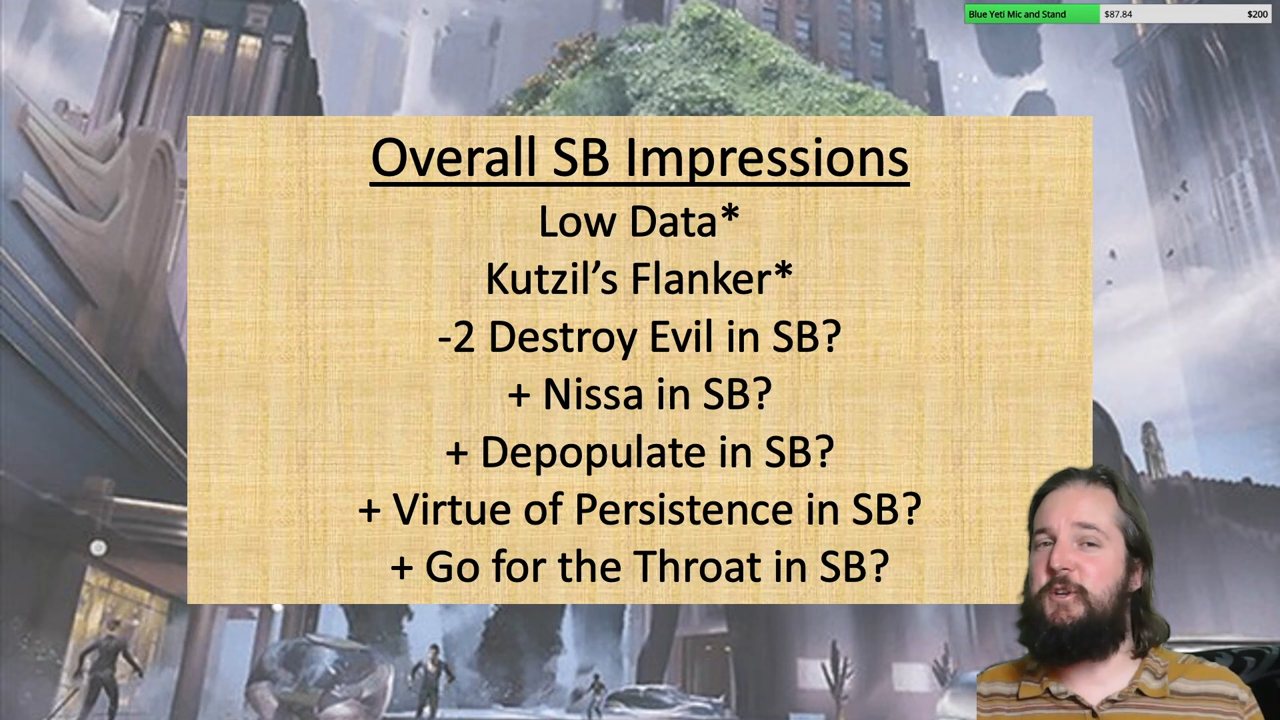 Blue Yeti Mic and Stand $87.84 $200
Overall SB Impressions
Low Data*
Kutzil’s Flanker*
-2 Destroy Evil in SB?
+ Nissa in SB?
+ Depopulate in SB?
+ Virtue of Persistence in SB?
+ Go for the Throat in SB?